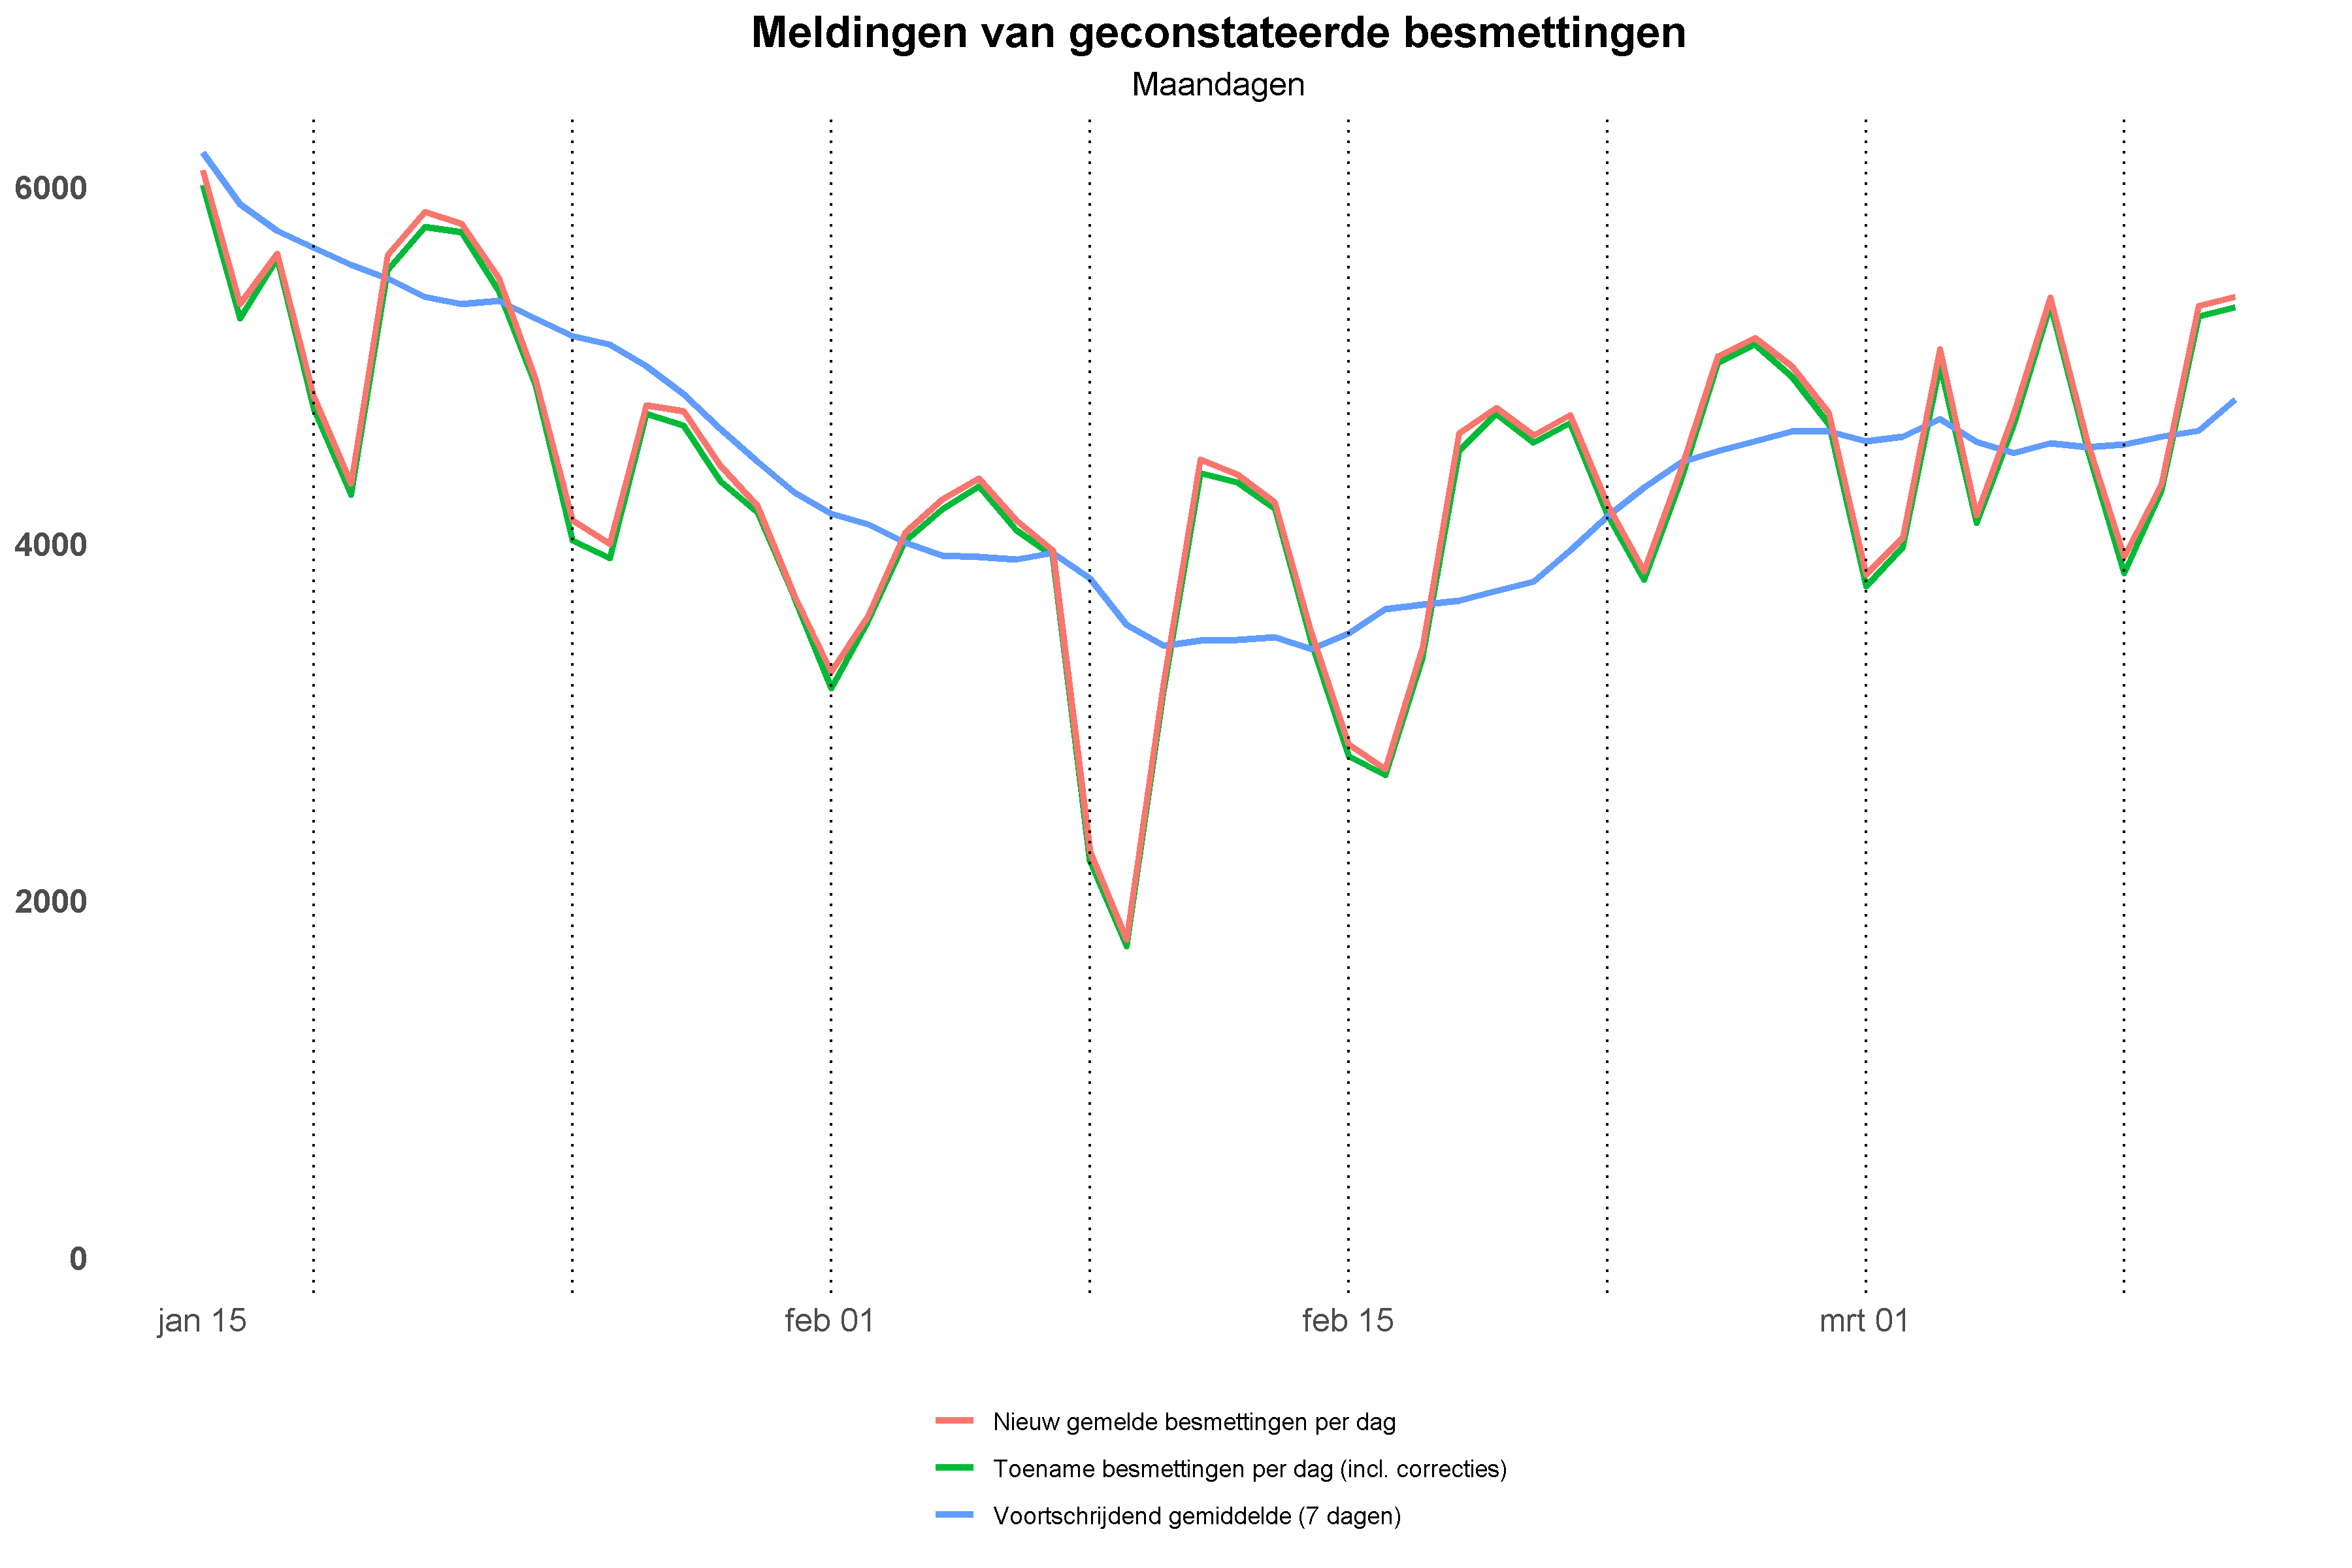 Meldingen van geconstateerde besmettingen
Maandagen
6000
4000
2000
0
jan 15
feb 01
feb 15
mrt 01
Nieuw gemelde besmettingen per dag
Toename besmettingen per dag (incl. correcties)
Voortschrijdend gemiddelde (7 dagen)